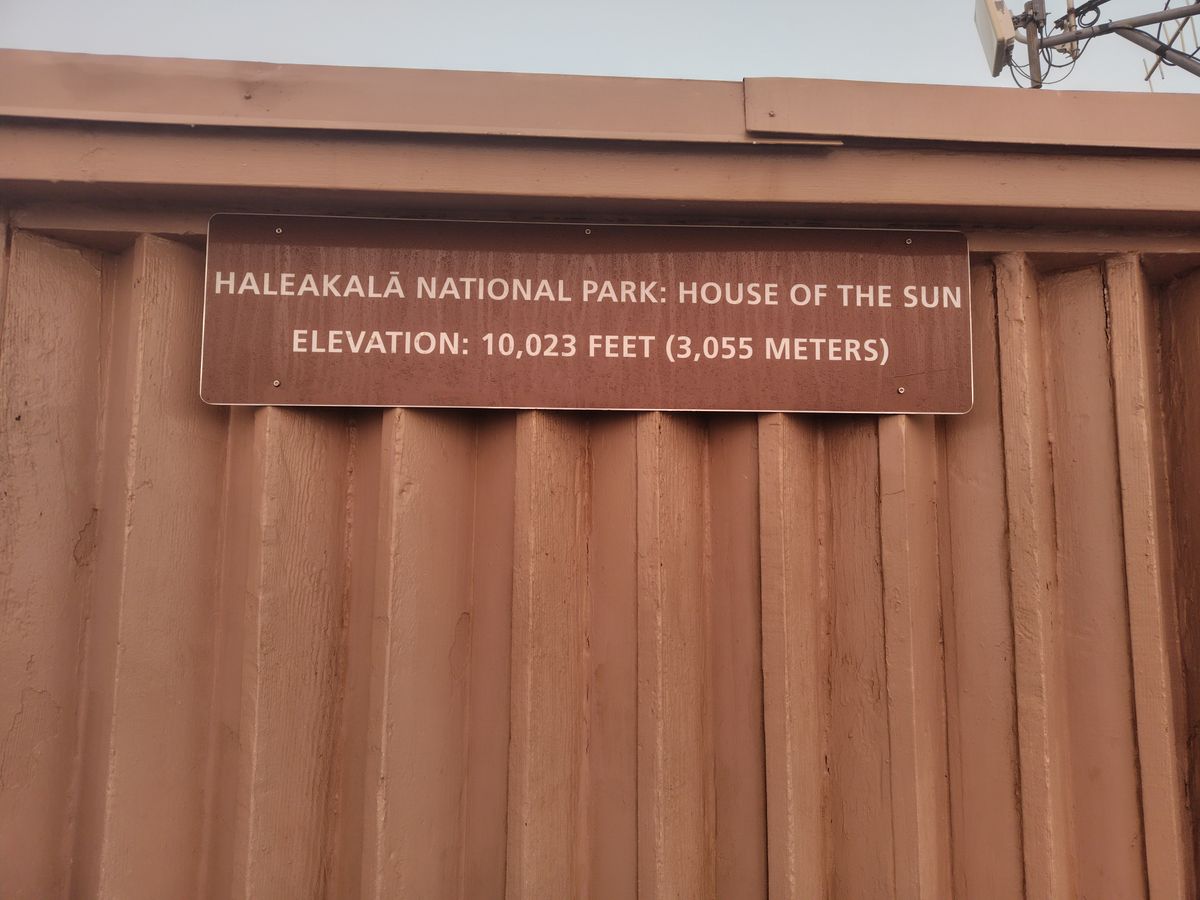 HALEAKALĀ NATIONAL PARK: HOUSE OF THE SUN
ELEVATION: 10,023 FEET (3,055 METERS)